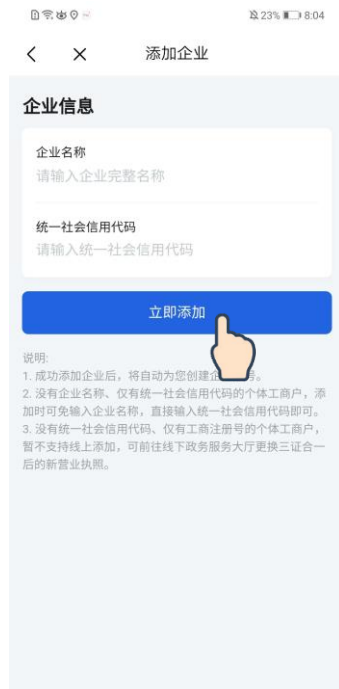 23% 8:04
添加企业
企业信息
企业名称
请输入企业完整名称
统一社会信用代码
请输入统一社会信用代码
立即添加
说明:
1. 成功添加企业后，将自动为您创建企 号。
2. 没有企业名称、仅有统一社会信用代码的个体工商户，添
加时可免输入企业名称，直接输入统一社会信用代码即可。
3. 没有统一社会信用代码、仅有工商注册号的个体工商户，
暂不支持线上添加，可前往线下政务服务大厅更换三证合一
后的新营业执照。